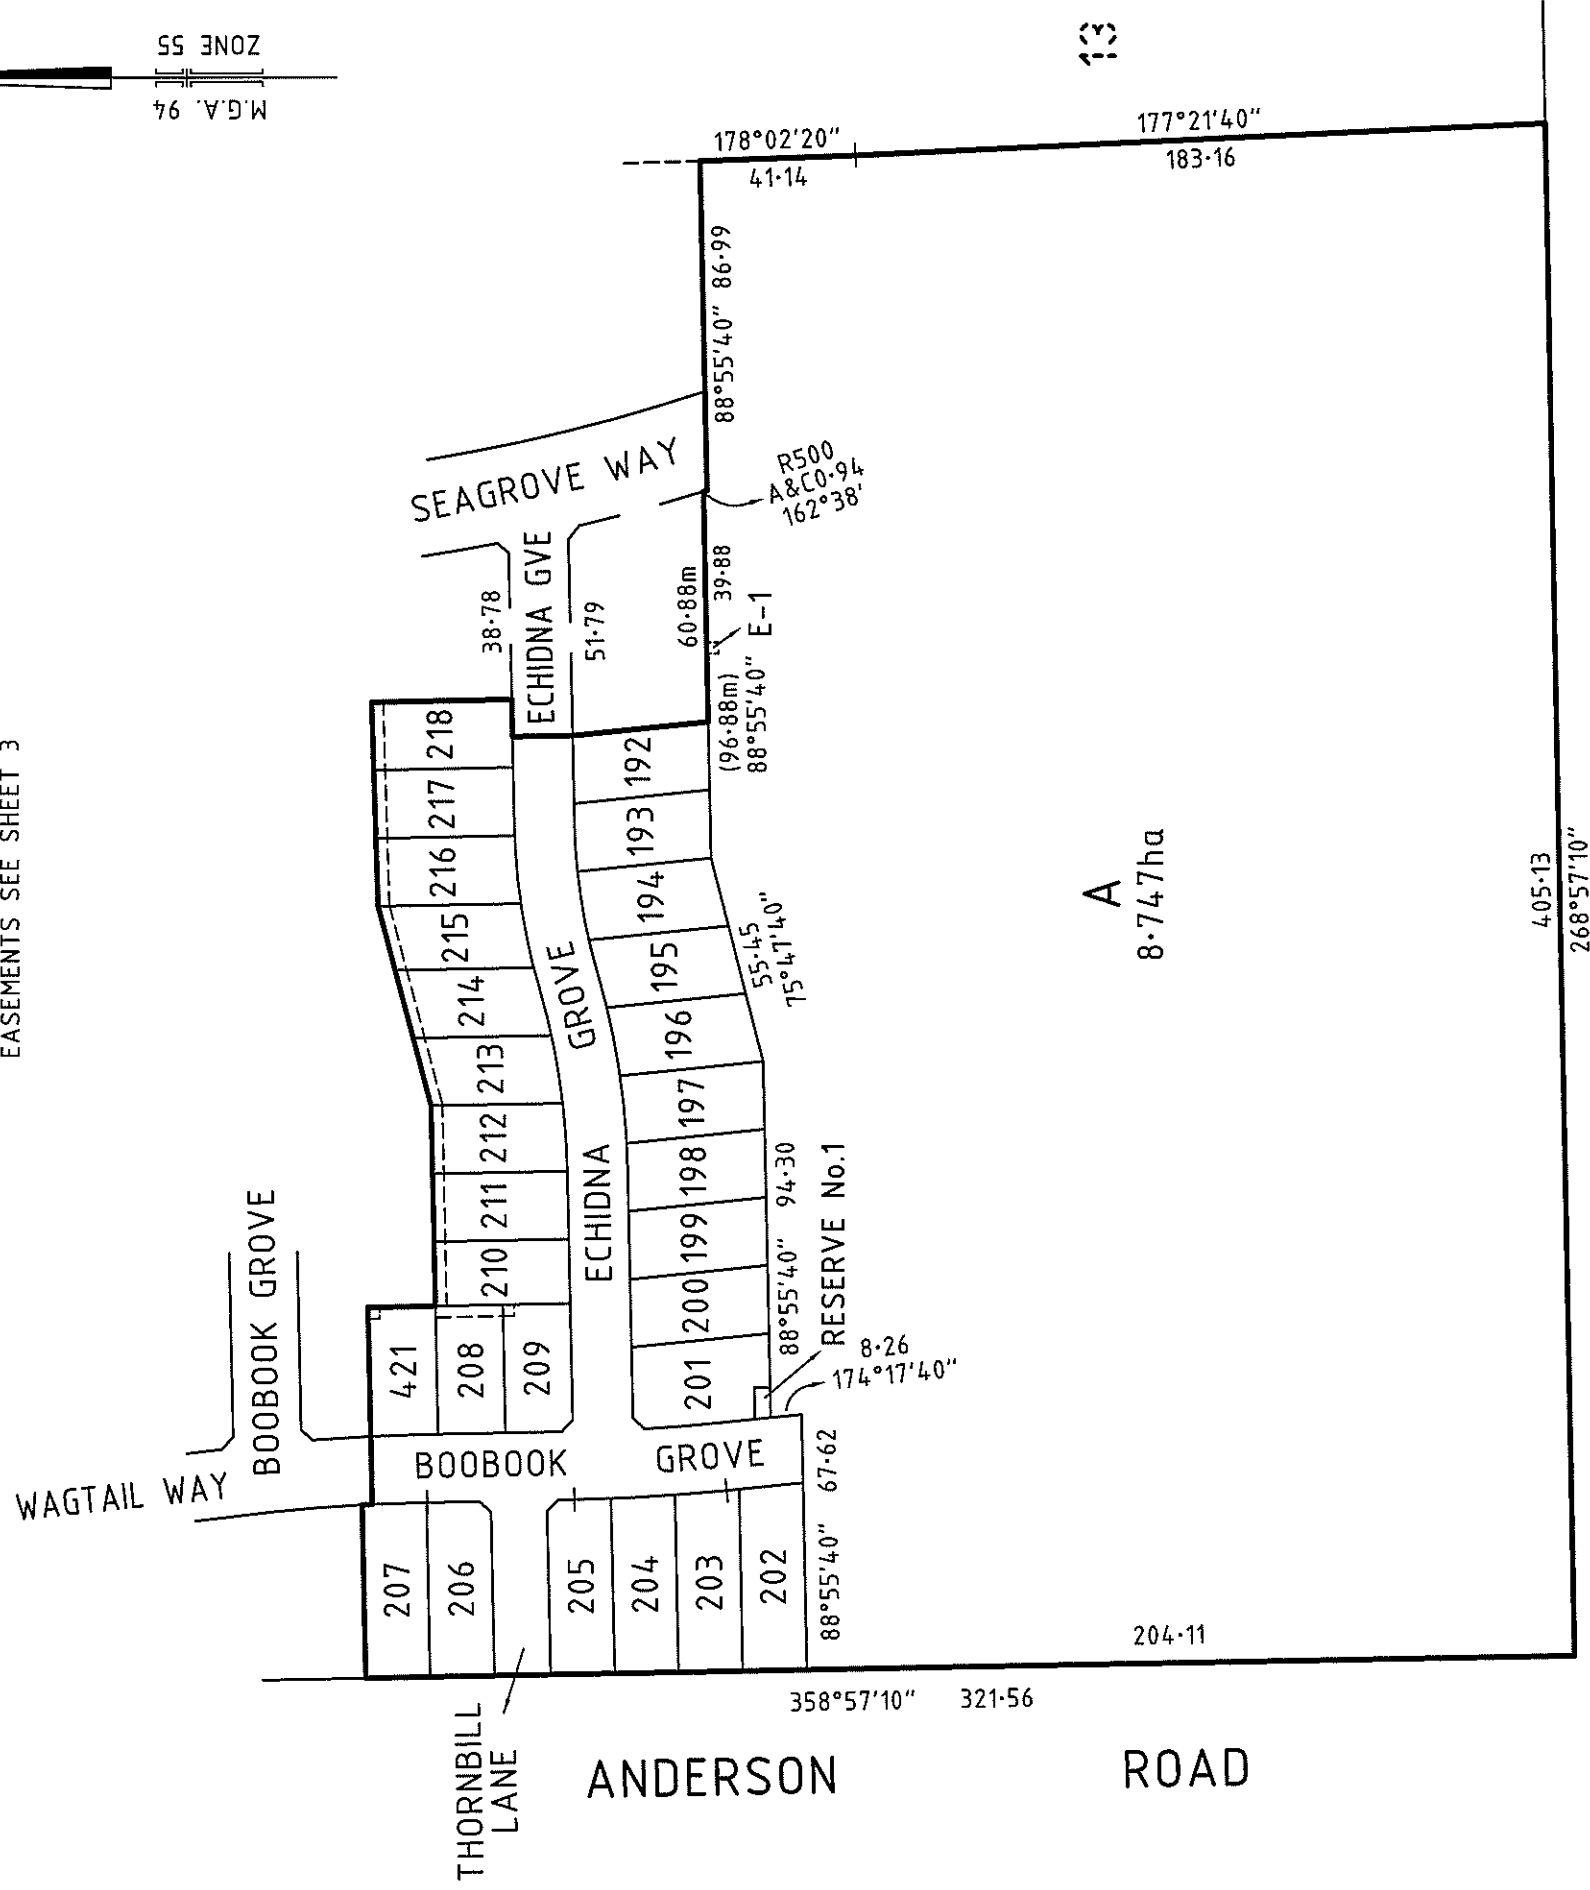 EASEMENTS SEE SHEET 3
M.G.A. 94
ZONE 55
13
178°02'20"
41·14
177°21'40"
183·16
88°55'40" 86·99
SEAGROVE WAY
R500
A&C0·94
162°38'
ECHIDNA GVE
38·78
51·79
60·88m
39·88
E-1
(96·88m)
88°55'40"
218
217
216
215
214
213
212
211
210
192
193
194
195
196
197
198
199
200
201
55·45
75°47'40"
ECHIDNA GROVE
88°55'40" 94·30
RESERVE No.1
8·26
174°17'40"
BOOBOOK GROVE
WAGTAIL WAY
421
208
209
BOOBOOK GROVE
67·62
88°55'40"
207
206
205
204
203
202
A
8·747ha
405·13
268°57'10"
204·11
358°57'10" 321·56
THORNBILL
LANE
ANDERSON ROAD